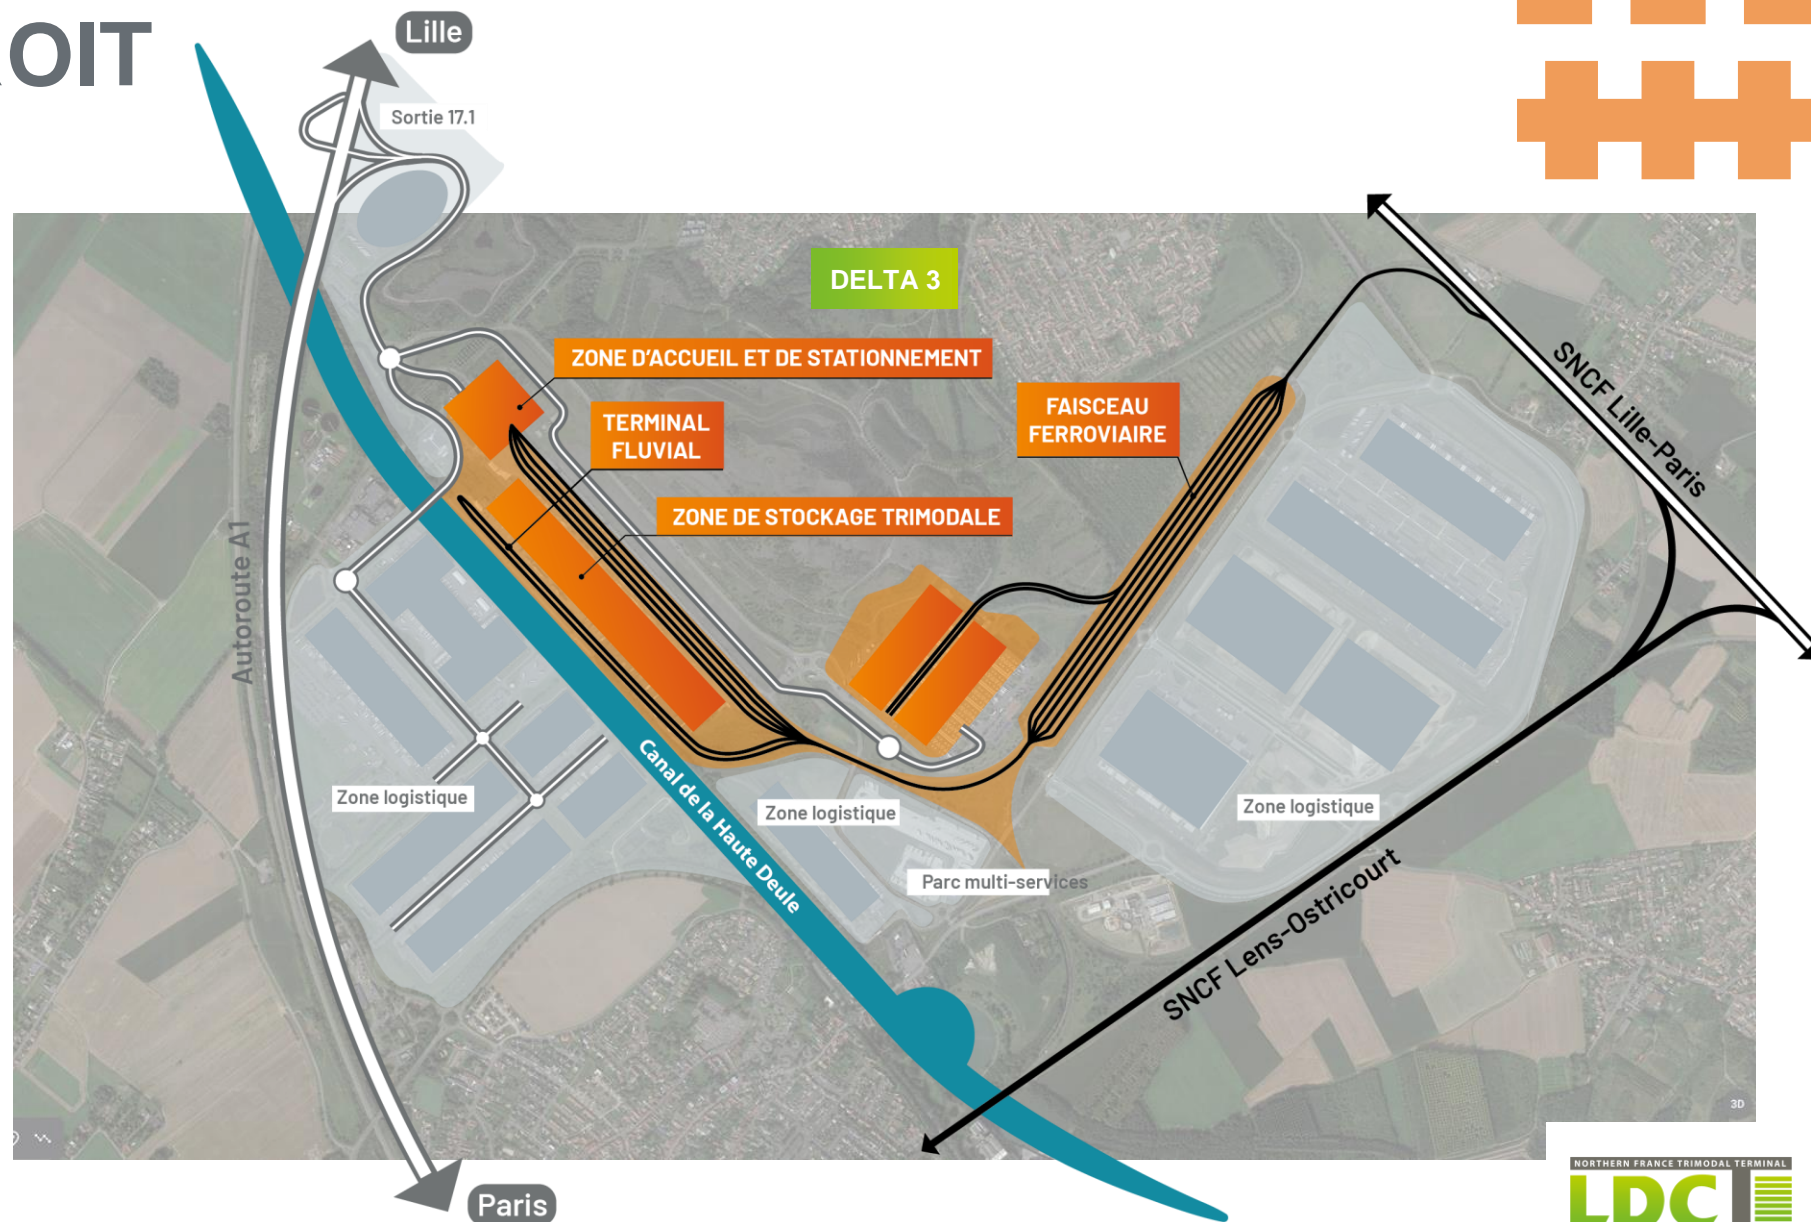 ROIT
Lille
Sortie 17.1
DELTA 3
ZONE D'ACCUEIL ET DE STATIONNEMENT
TERMINAL
FLUVIAL
FAISCEAU
FERROVIAIRE
SNCF Lille-Paris
ZONE DE STOCKAGE TRIMODALE
Autoroute A1
Canal de la Haute Deule
Zone logistique
Zone logistique
Zone logistique
Parc multi-services
SNCF Lens-Ostricourt
3D
Paris
NORTHERN FRANCE TRIMODAL TERMINAL
LDCT